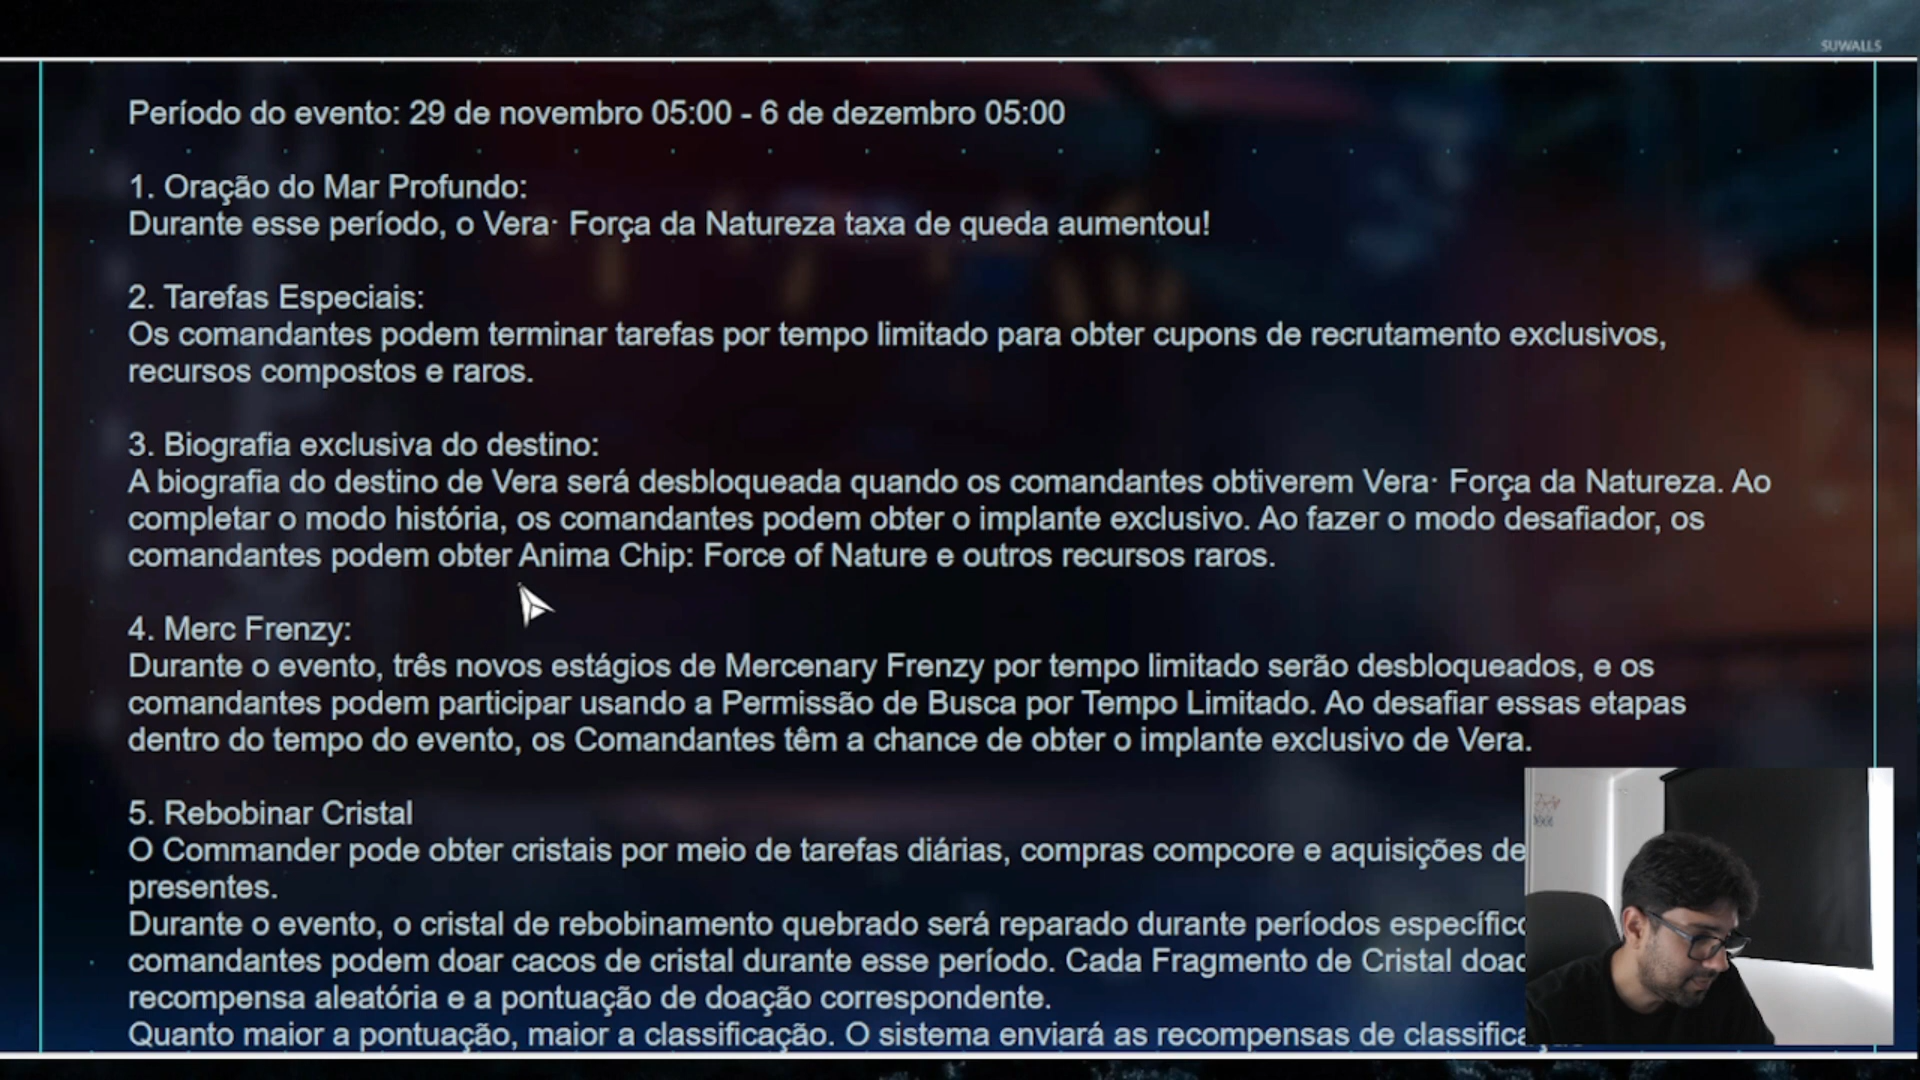 SUWALLS
Período do evento: 29 de novembro 05:00 - 6 de dezembro 05:00
1. Oração do Mar Profundo:
Durante esse período, o Vera· Força da Natureza taxa de queda aumentou!
2. Tarefas Especiais:
Os comandantes podem terminar tarefas por tempo limitado para obter cupons de recrutamento exclusivos,
recursos compostos e raros.
3. Biografia exclusiva do destino:
A biografia do destino de Vera será desbloqueada quando os comandantes obtiverem Vera· Força da Natureza. Ao
completar o modo história, os comandantes podem obter o implante exclusivo. Ao fazer o modo desafiador, os
comandantes podem obter Anima Chip: Force of Nature e outros recursos raros.
4. Merc Frenzy:
Durante o evento, três novos estágios de Mercenary Frenzy por tempo limitado serão desbloqueados, e os
comandantes podem participar usando a Permissão de Busca por Tempo Limitado. Ao desafiar essas etapas
dentro do tempo do evento, os Comandantes têm a chance de obter o implante exclusivo de Vera.
5. Rebobinar Cristal
O Commander pode obter cristais por meio de tarefas diárias, compras compcore e aquisições de
presentes.
Durante o evento, o cristal de rebobinamento quebrado será reparado durante períodos
comandantes podem doar cacos de cristal durante esse período. Cada Fragmento de Cristal
recompensa aleatória e a pontuação de doação correspondente.
Quanto maior a pontuação, maior a classificação. O sistema enviará as recompensas de